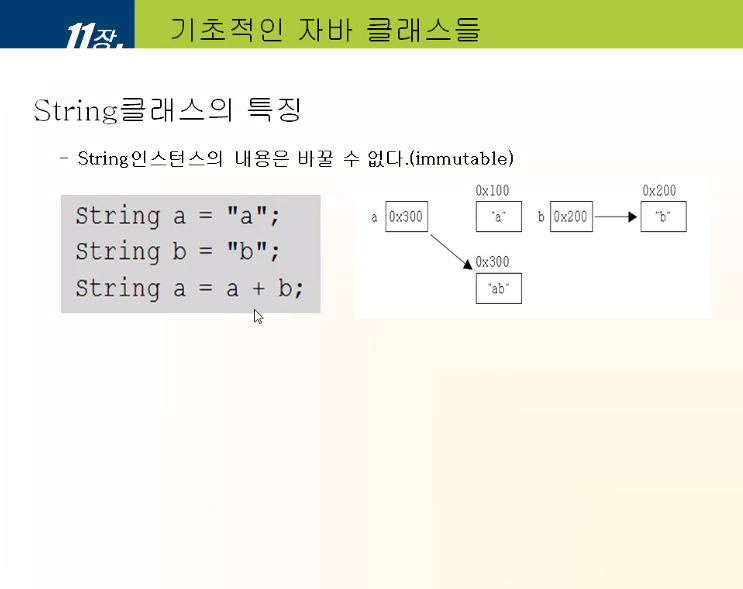 11장. 기초적인 자바 클래스들
String클래스의 특징
- String인스턴스의 내용은 바꿀 수 없다.(immutable)
String a = "a";
String b = "b";
String a = a + b;
0x100 0x200
a 0x300 "a" b 0x200 "b"
0x300
"ab"